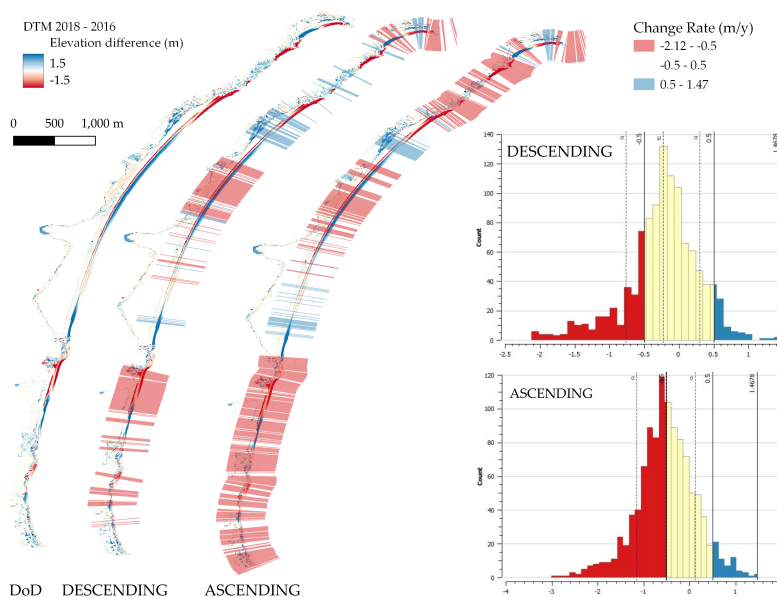 DTM 2018 - 2016
Elevation difference (m)
1.5
-1.5
0 500 1,000 m
Change Rate (m/y)
-2.12 - -0.5
-0.5 - 0.5
0.5 - 1.47
DESCENDING
140
120
100
80
60
40
20
0
Count
-2.5 -2 -1.5 -1 -0.5 0 0.5 1
σ -0.5 μ σ 0.5 1.4678
ASCENDING
120
100
80
60
40
20
0
Count
-4 -3 -2 -1 0 1
σ 0.5 1.4678
DoD DESCENDING ASCENDING